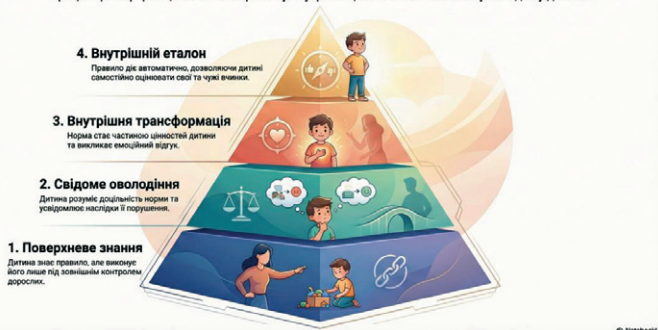 4. Внутрішній еталон
Правило діє автоматично, дозволяючи дитині
самостійно оцінювати свої та чужі вчинки.
3. Внутрішня трансформація
Норма стає частиною цінностей дитини
та викликає емоційний відгук.
2. Свідоме оволодіння
Дитина розуміє доцільність норми та
усвідомлює наслідки її порушення.
1. Поверхневе знання
Дитина знає правило, але виконує
його лише під зовнішнім контролем
дорослих.